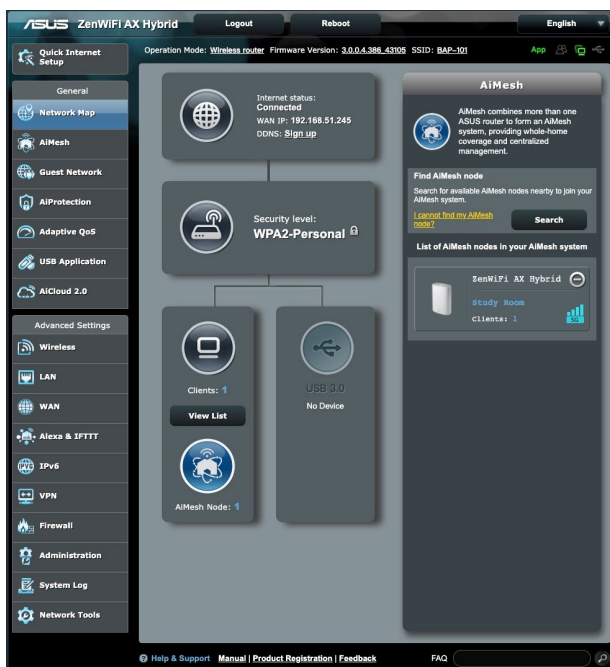 ASUS ZenWiFi AX Hybrid Logout Reboot English
Quick Internet
Setup
Operation Mode: Wireless router Firmware Version: 3.0.0.4.386_43105 SSID: BAP-101 App
General
Network Map
AiMesh
Guest Network
AiProtection
Adaptive QoS
USB Application
AiCloud 2.0
Advanced Settings
Wireless
LAN
WAN
Alexa & IFTTT
IPv6
VPN
Firewall
Administration
System Log
Network Tools
Internet status:
Connected
WAN IP: 192.168.51.245
DDNS: Sign up
Security level:
WPA2-Personal
Clients: 1
View List
AiMesh Node: 1
USB 3.0
No Device
AiMesh
AiMesh combines more than one
ASUS router to form an AiMesh
system, providing whole-home
coverage and centralized
management.
Find AiMesh node
Search for available AiMesh nodes nearby to join your
AiMesh system.
I cannot find my AiMesh
node?
Search
List of AiMesh nodes in your AiMesh system
ZenWiFi AX Hybrid
Study Room
Clients: 1
5G
Help & Support Manual | Product Registration | Feedback FAQ